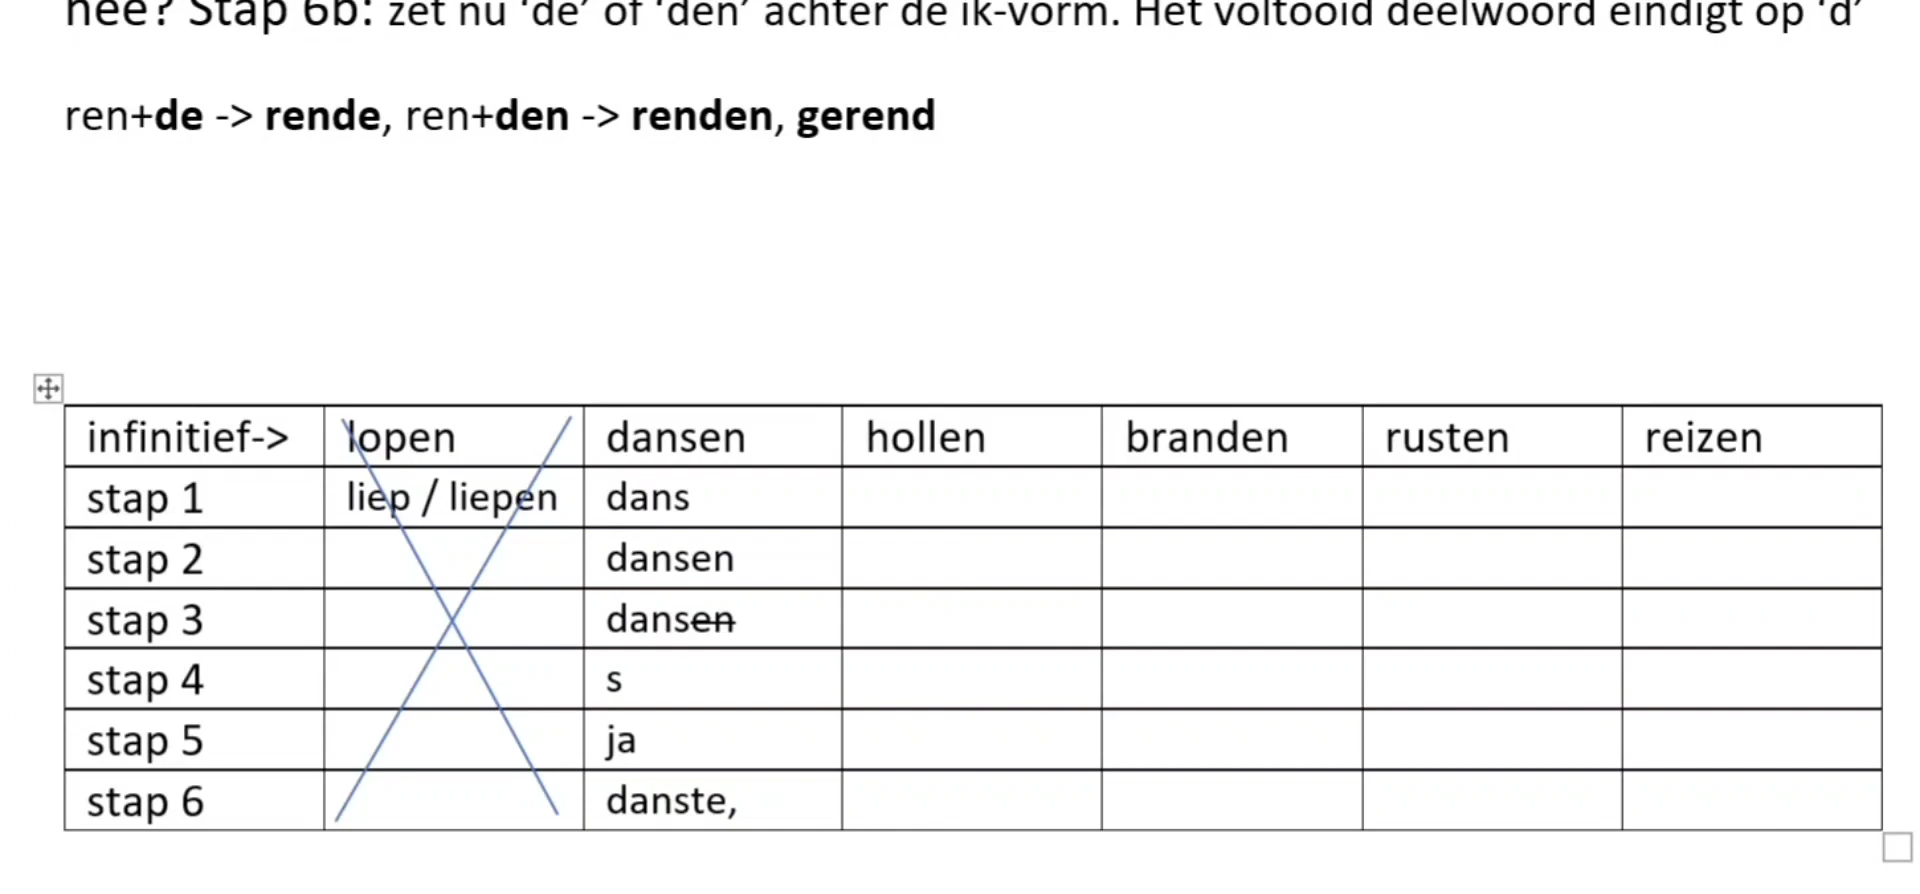 nee? Stap 6b: zet nu ‘de’ of ‘den’ achter de ik-vorm. Het voltooid deelwoord eindigt op ‘d’
ren+de -> rende, ren+den -> renden, gerend
infinitief-> lopen dansen hollen branden rusten reizen
stap 1 liep / liepen dans
stap 2 dansen
stap 3 dansen
stap 4 s
stap 5 ja
stap 6 danste,